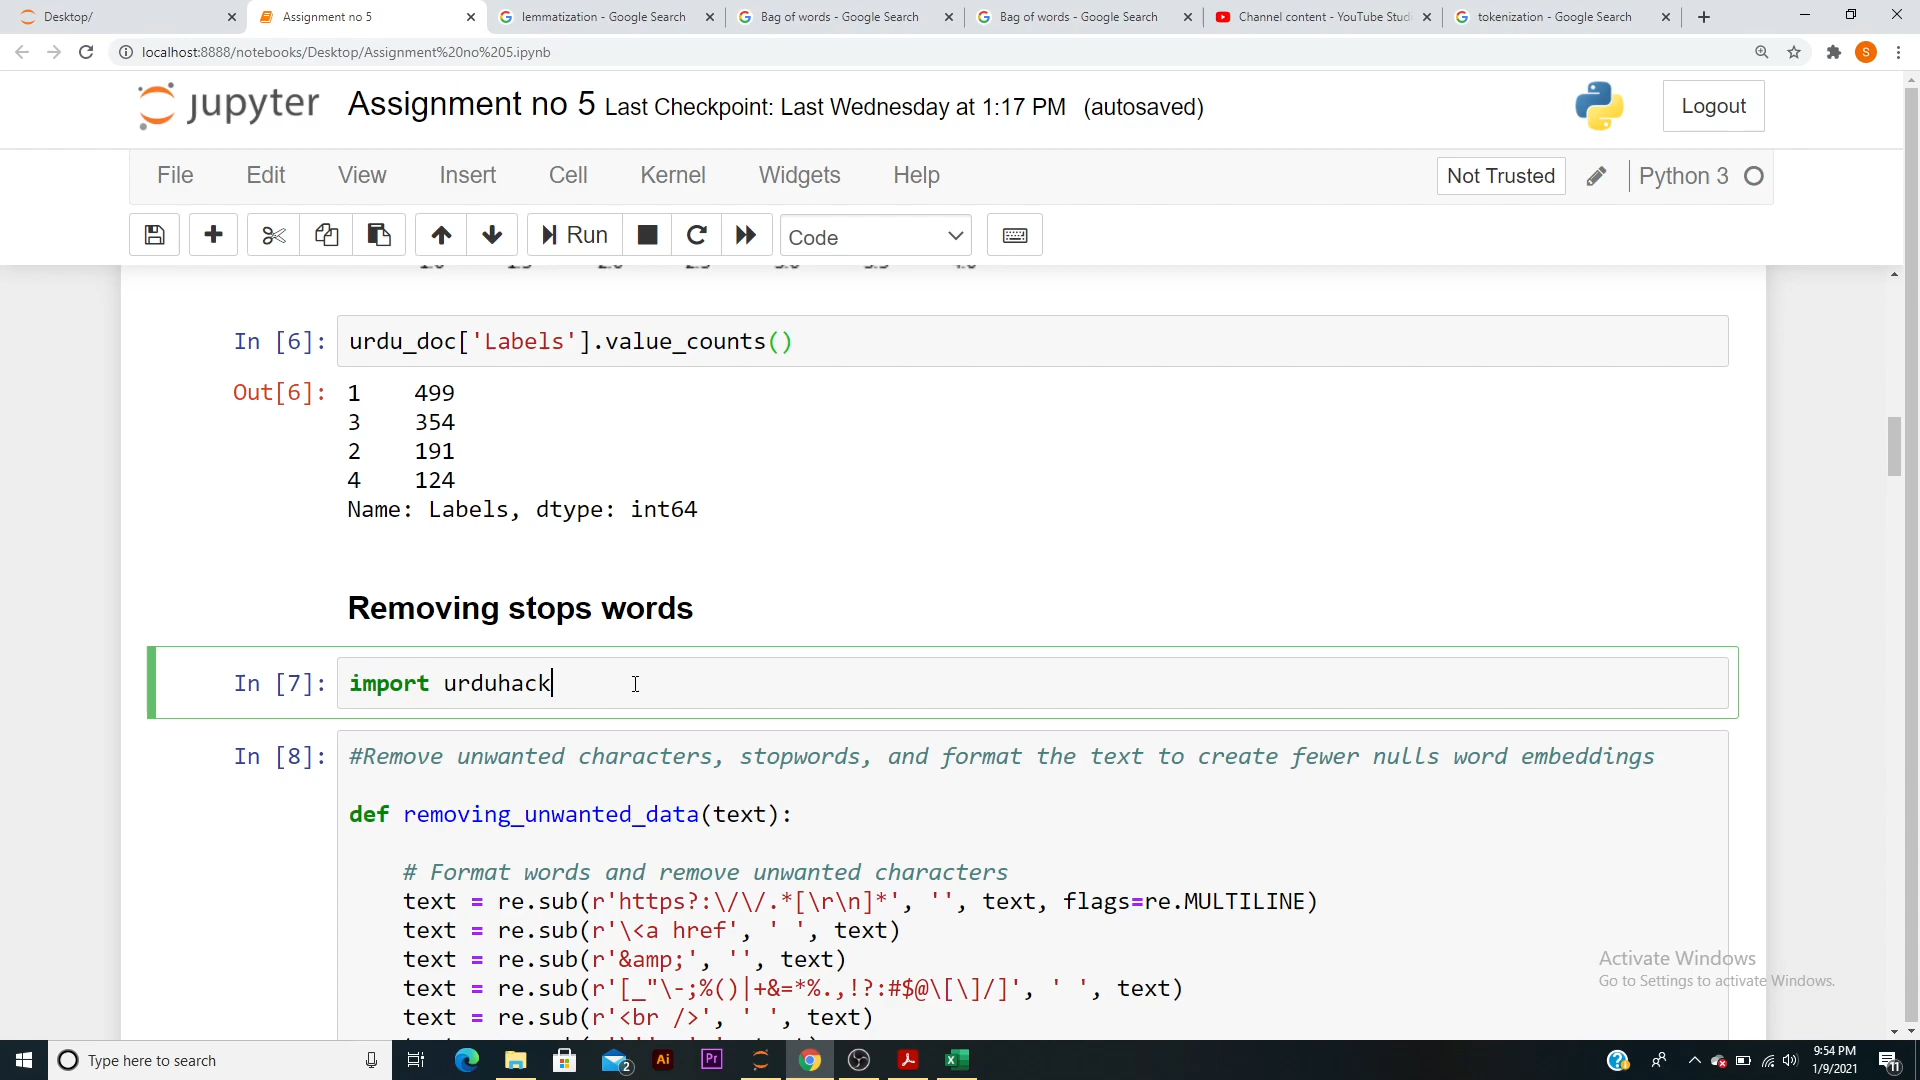 Desktop/
Assignment no 5
lemmatization - Google Search
Bag of words - Google Search
Bag of words - Google Search
Channel content - YouTube Studi
tokenization - Google Search
localhost:8888/notebooks/Desktop/Assignment%20no%205.ipynb
S
jupyter Assignment no 5 Last Checkpoint: Last Wednesday at 1:17 PM (autosaved)
Logout
File Edit View Insert Cell Kernel Widgets Help
Not Trusted
Python 3
Run
Code
In [6]: urdu_doc['Labels'].value_counts()
Out[6]: 1 499
3 354
2 191
4 124
Name: Labels, dtype: int64
Removing stops words
In [7]: import urduhack
In [8]: #Remove unwanted characters, stopwords, and format the text to create fewer nulls word embeddings
def removing_unwanted_data(text):
# Format words and remove unwanted characters
text = re.sub(r'https?:\/\/.*[\r\n]*', '', text, flags=re.MULTILINE)
text = re.sub(r'\<a href', ' ', text)
text = re.sub(r'&amp;', '', text)
text = re.sub(r'[_"\-;%()|+&=*%.,!?:#$@\[\]/]', ' ', text)
text = re.sub(r'<br />', ' ', text)
Activate Windows
Go to Settings to activate Windows.
Type here to search
2
Ai
Pr
9:54 PM
1/9/2021
11